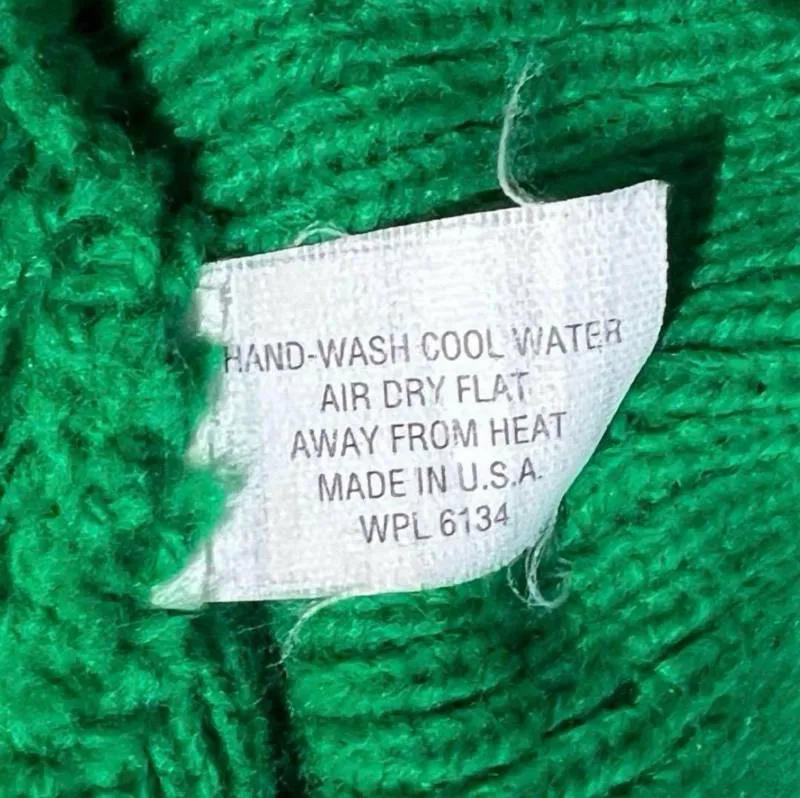 HAND-WASH COOL WATER
AIR DRY FLAT
AWAY FROM HEAT
MADE IN U.S.A.
WPL 6134